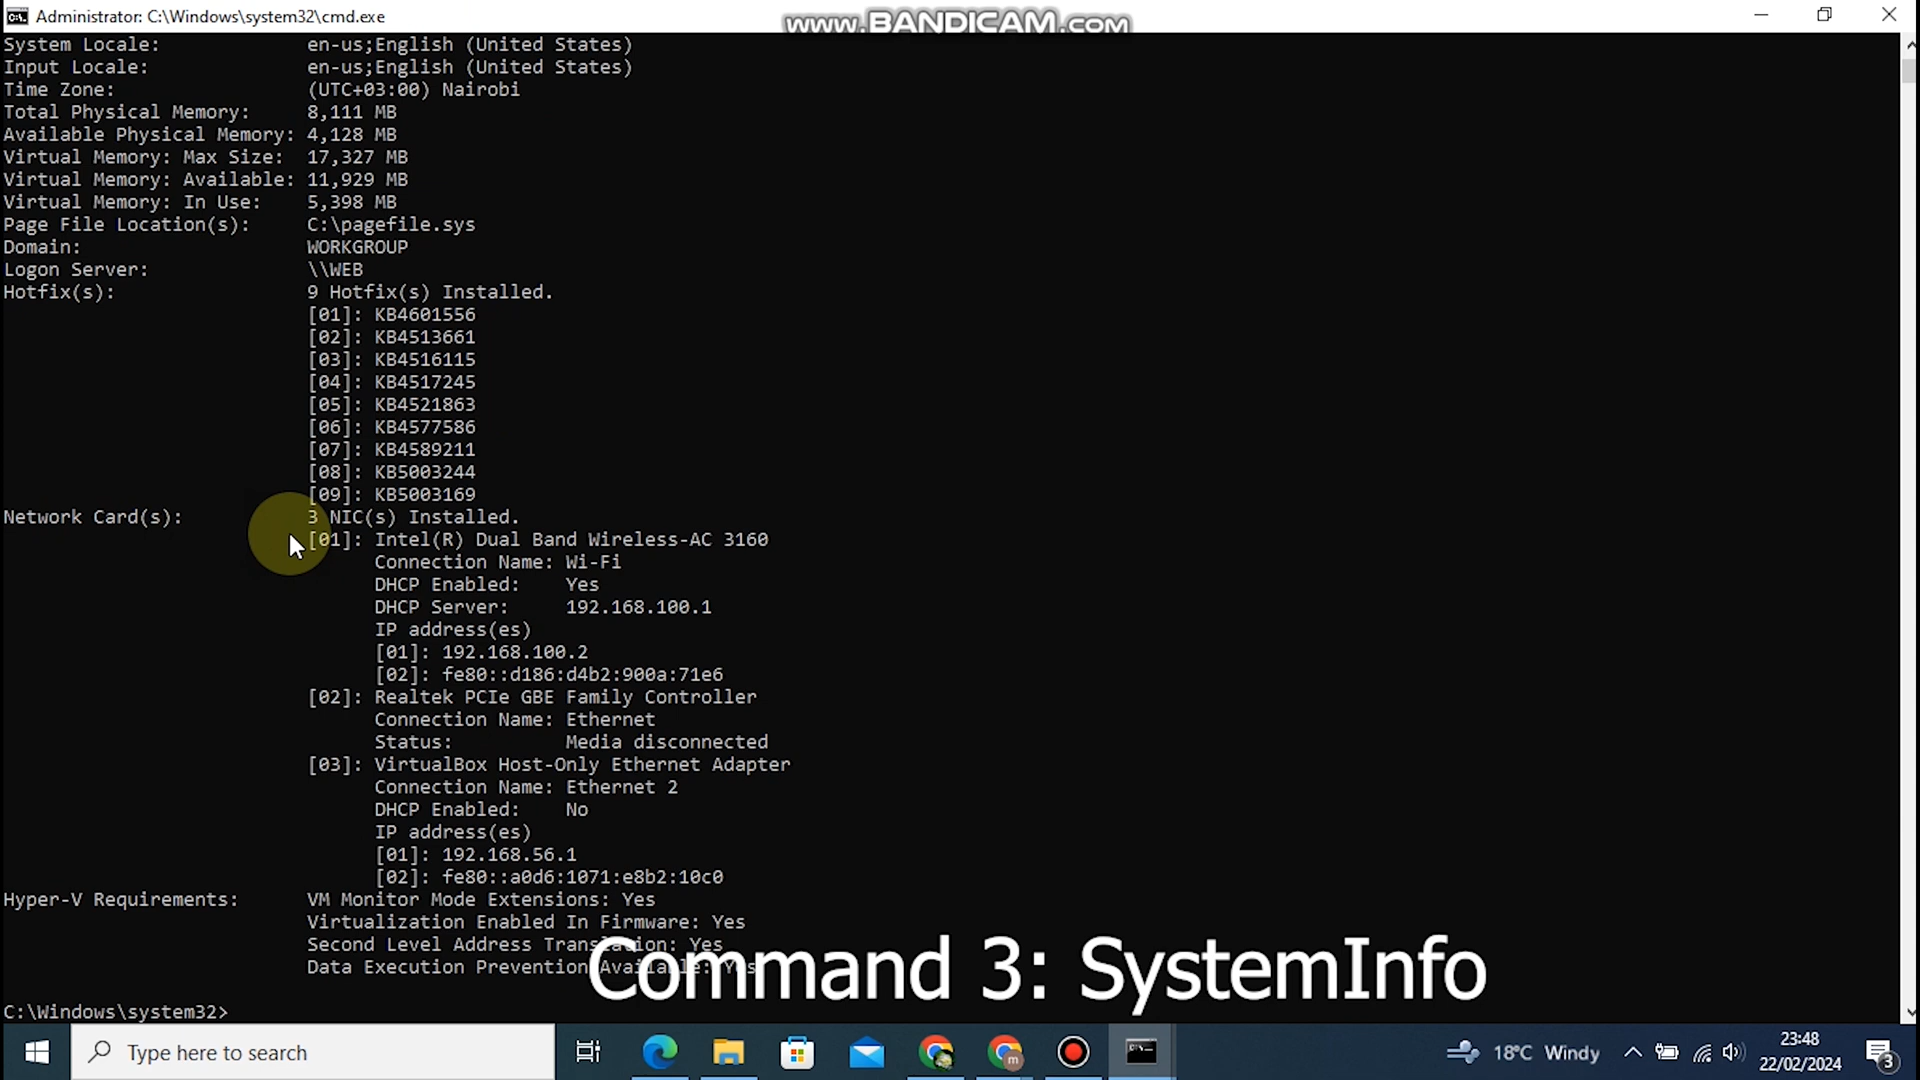 Administrator: C:\Windows\system32\cmd.exe
www.BANDICAM.com
System Locale: en-us;English (United States)
Input Locale: en-us;English (United States)
Time Zone: (UTC+03:00) Nairobi
Total Physical Memory: 8,111 MB
Available Physical Memory: 4,128 MB
Virtual Memory: Max Size: 17,327 MB
Virtual Memory: Available: 11,929 MB
Virtual Memory: In Use: 5,398 MB
Page File Location(s): C:\pagefile.sys
Domain: WORKGROUP
Logon Server: \\WEB
Hotfix(s): 9 Hotfix(s) Installed.
[01]: KB4601556
[02]: KB4513661
[03]: KB4516115
[04]: KB4517245
[05]: KB4521863
[06]: KB4577586
[07]: KB4589211
[08]: KB5003244
[09]: KB5003169
Network Card(s): 3 NIC(s) Installed.
[01]: Intel(R) Dual Band Wireless-AC 3160
Connection Name: Wi-Fi
DHCP Enabled: Yes
DHCP Server: 192.168.100.1
IP address(es)
[01]: 192.168.100.2
[02]: fe80::d186:d4b2:900a:71e6
[02]: Realtek PCIe GBE Family Controller
Connection Name: Ethernet
Status: Media disconnected
[03]: VirtualBox Host-Only Ethernet Adapter
Connection Name: Ethernet 2
DHCP Enabled: No
IP address(es)
[01]: 192.168.56.1
[02]: fe80::a0d6:1071:e8b2:10c0
Hyper-V Requirements: VM Monitor Mode Extensions: Yes
Virtualization Enabled In Firmware: Yes
Second Level Address Translation: Yes
Data Execution Prevention Available: Yes
Command 3: SystemInfo
C:\Windows\system32>
Type here to search
m
18°C Windy
23:48
22/02/2024
3